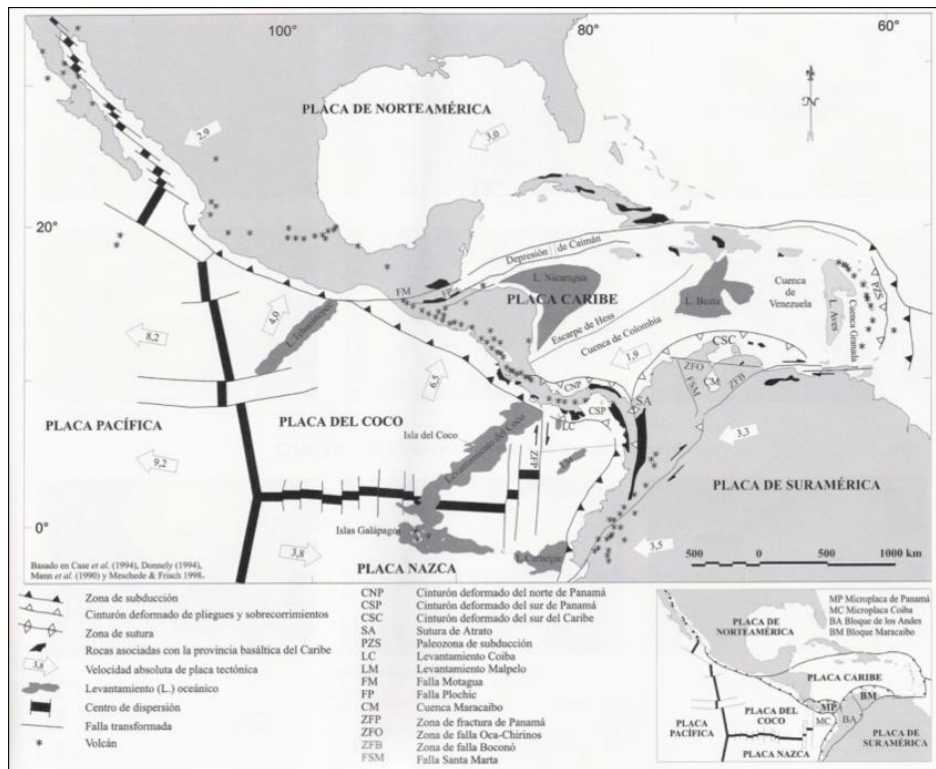 100°
80°
60°
PLACA DE NORTEAMÉRICA
N
2,9
3,0
20°
Depresión de Caimán
L. Nicaragua
FM
FP
PLACA CARIBE
L. Beata
Cuenca de
Venezuela
L. Aves
Cuenca Granada
PZS
Escarpe de Hess
Cuenca de Colombia
L. Tehuantepec
4,0
8,2
1,9
CSC
ZFO
CM
FSM
ZFB
6,5
CNP
SA
CSP
LC
PLACA PACÍFICA
PLACA DEL COCO
Isla del Coco
Levantamiento del Coco
ZFP
LM
3,3
9,2
PLACA DE SURAMÉRICA
0°
Islas Galápagos
3,8
L. Carnegie
3,5
PLACA NAZCA
500 0 500 1000 km
Basado en Case et al. (1994), Donnely (1994),
Mann et al. (1990) y Meschede & Frisch 1998.
Zona de subducción
Cinturón deformado de pliegues y sobrecorrimientos
Zona de sutura
Rocas asociadas con la provincia basáltica del Caribe
3,8 Velocidad absoluta de placa tectónica
Levantamiento (L.) oceánico
Centro de dispersión
Falla transformada
Volcán
CNP Cinturón deformado del norte de Panamá
CSP Cinturón deformado del sur de Panamá
CSC Cinturón deformado del sur del Caribe
SA Sutura de Atrato
PZS Paleozona de subducción
LC Levantamiento Coiba
LM Levantamiento Malpelo
FM Falla Motagua
FP Falla Plochic
CM Cuenca Maracaibo
ZFP Zona de fractura de Panamá
ZFO Zona de falla Oca-Chirinos
ZFB Zona de falla Boconó
FSM Falla Santa Marta
MP Microplaca de Panamá
MC Microplaca Coiba
BA Bloque de los Andes
BM Bloque Maracaibo
PLACA DE
NORTEAMÉRICA
PLACA CARIBE
BM
MP
PLACA DEL
COCO
MC
BA
PLACA
PACÍFICA
PLACA DE
SURAMÉRICA
PLACA NAZCA